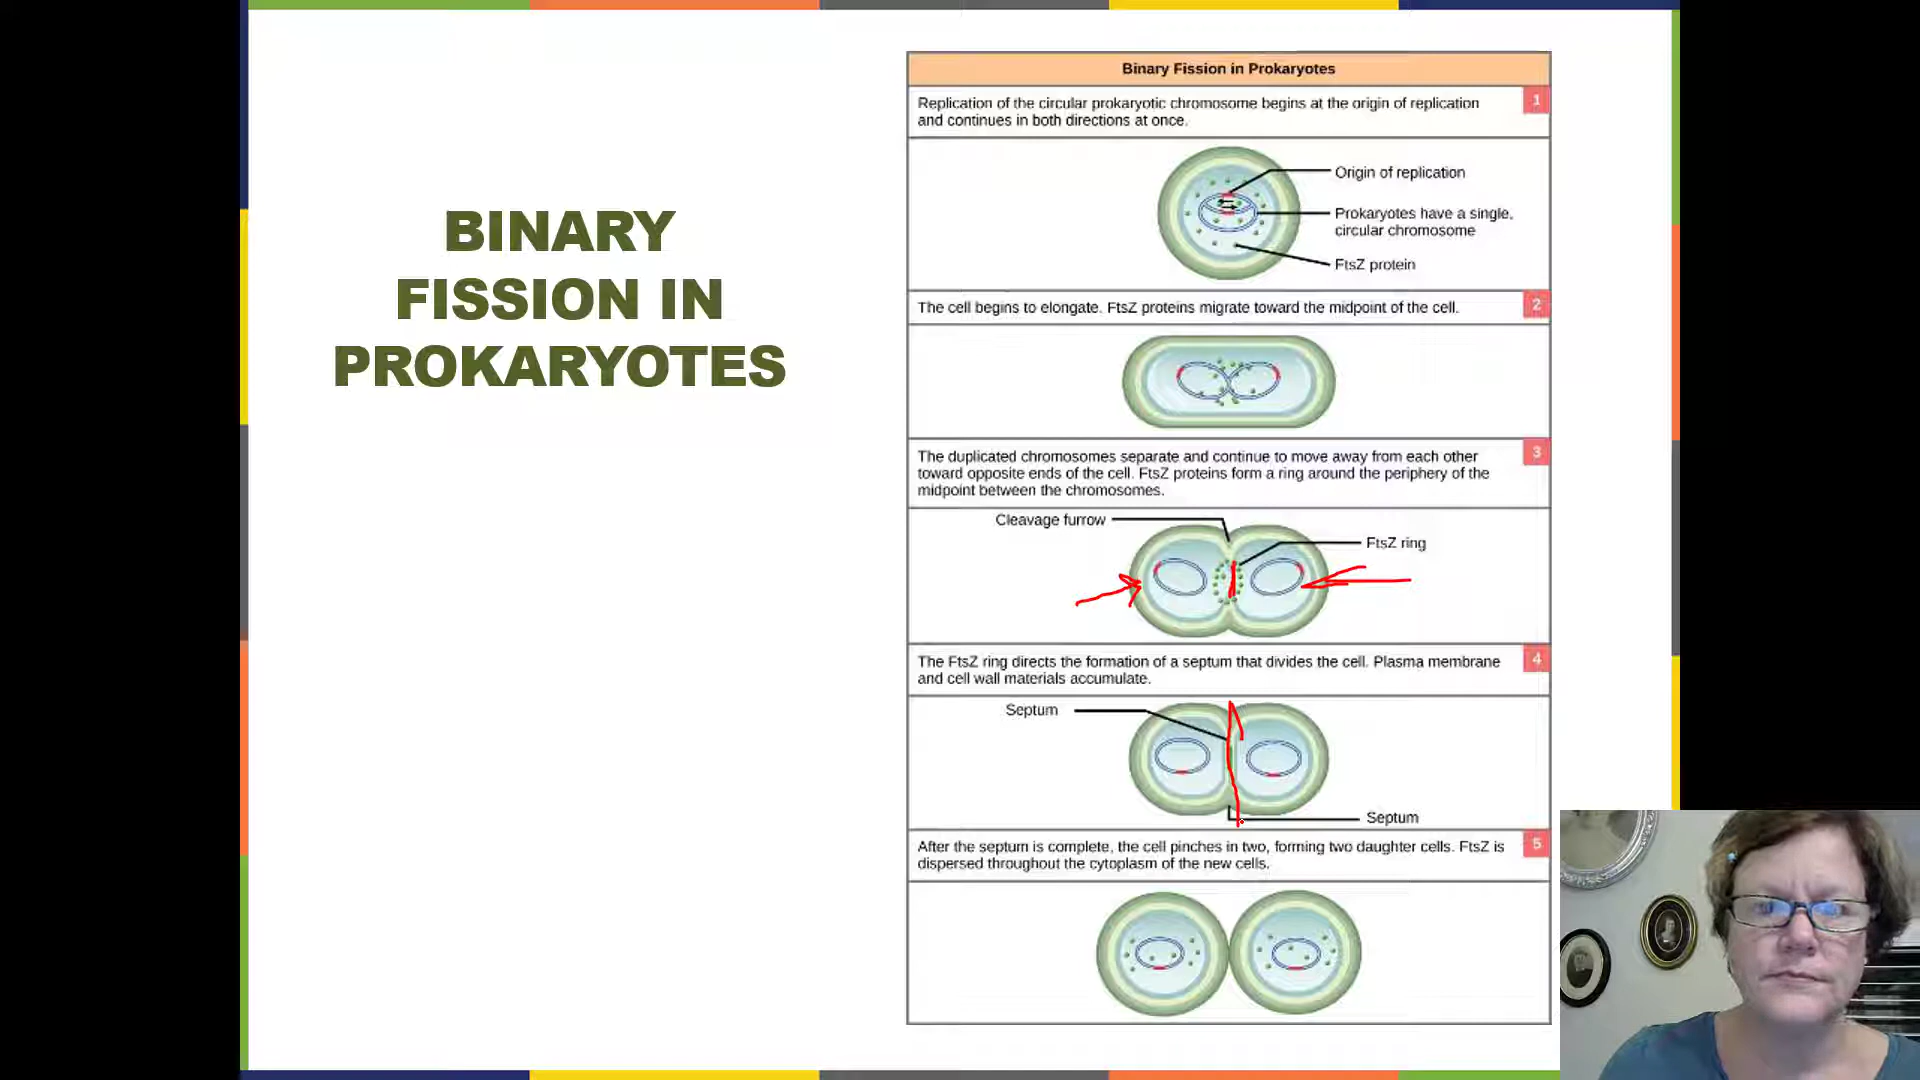 BINARY
FISSION IN
PROKARYOTES
Binary Fission in Prokaryotes
1
Replication of the circular prokaryotic chromosome begins at the origin of replication
and continues in both directions at once.
Origin of replication
Prokaryotes have a single,
circular chromosome
FtsZ protein
2
The cell begins to elongate. FtsZ proteins migrate toward the midpoint of the cell.
3
The duplicated chromosomes separate and continue to move away from each other
toward opposite ends of the cell. FtsZ proteins form a ring around the periphery of the
midpoint between the chromosomes.
Cleavage furrow
FtsZ ring
4
The FtsZ ring directs the formation of a septum that divides the cell. Plasma membrane
and cell wall materials accumulate.
Septum
Septum
5
After the septum is complete, the cell pinches in two, forming two daughter cells. FtsZ is
dispersed throughout the cytoplasm of the new cells.